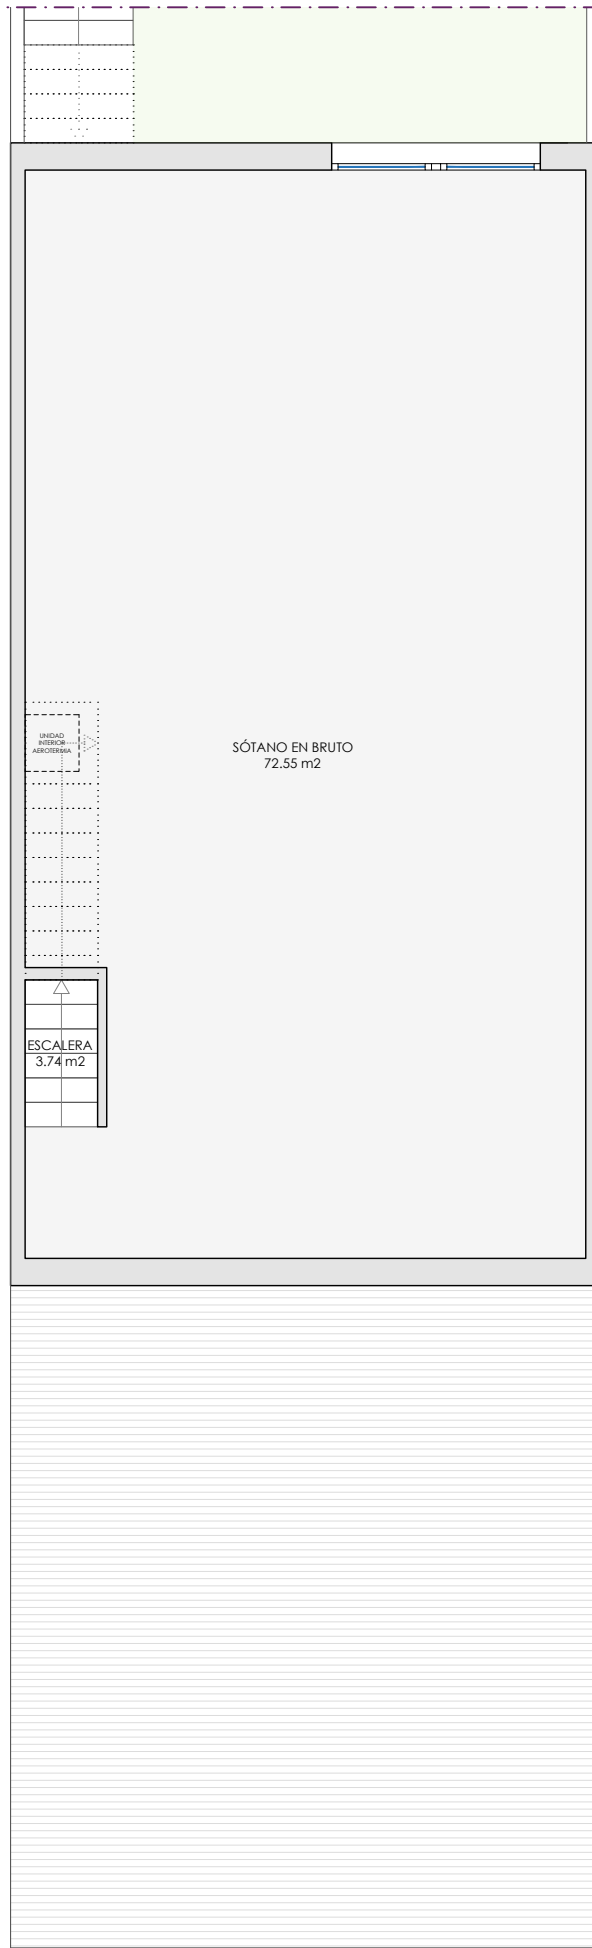 UNIDAD
INTERIOR
AEROTERMIA
SÓTANO EN BRUTO
72.55 m2
ESCALERA
3.74 m2